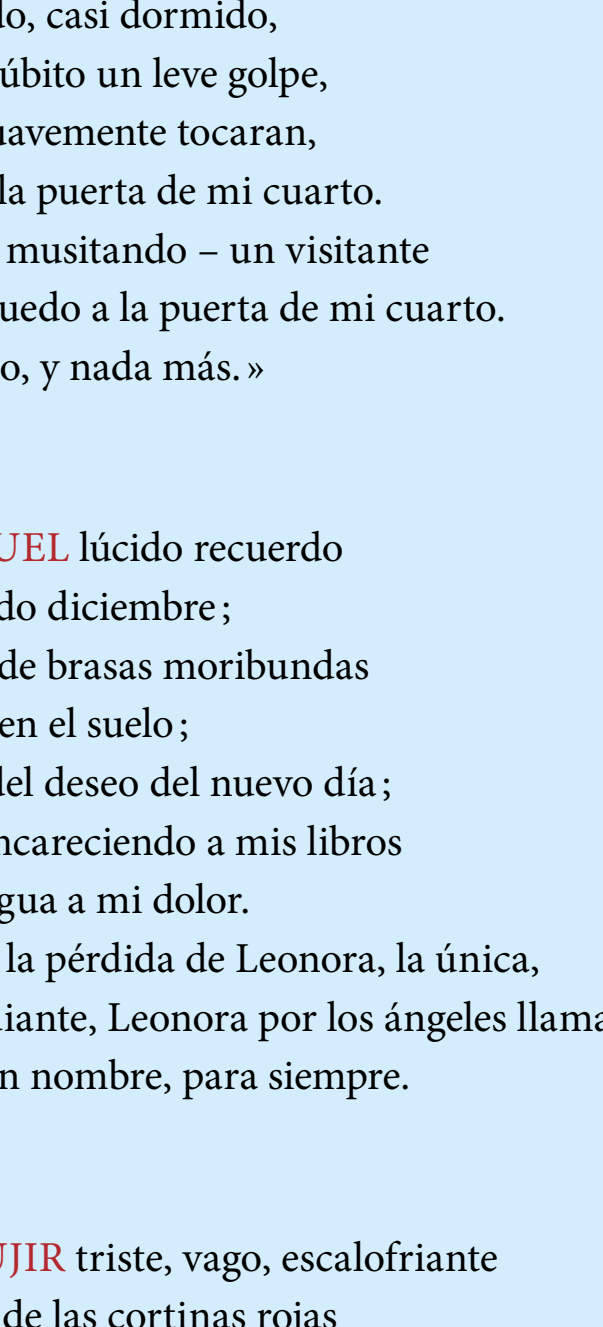 do, casi dormido,
úbito un leve golpe,
uavemente tocaran,
la puerta de mi cuarto.
musitando – un visitante
uedo a la puerta de mi cuarto.
o, y nada más. »
UEL lúcido recuerdo
do diciembre ;
de brasas moribundas
en el suelo ;
del deseo del nuevo día ;
ncareciendo a mis libros
gua a mi dolor.
la pérdida de Leonora, la única,
diante, Leonora por los ángeles llama
n nombre, para siempre.
UJIR triste, vago, escalofriante
de las cortinas rojas